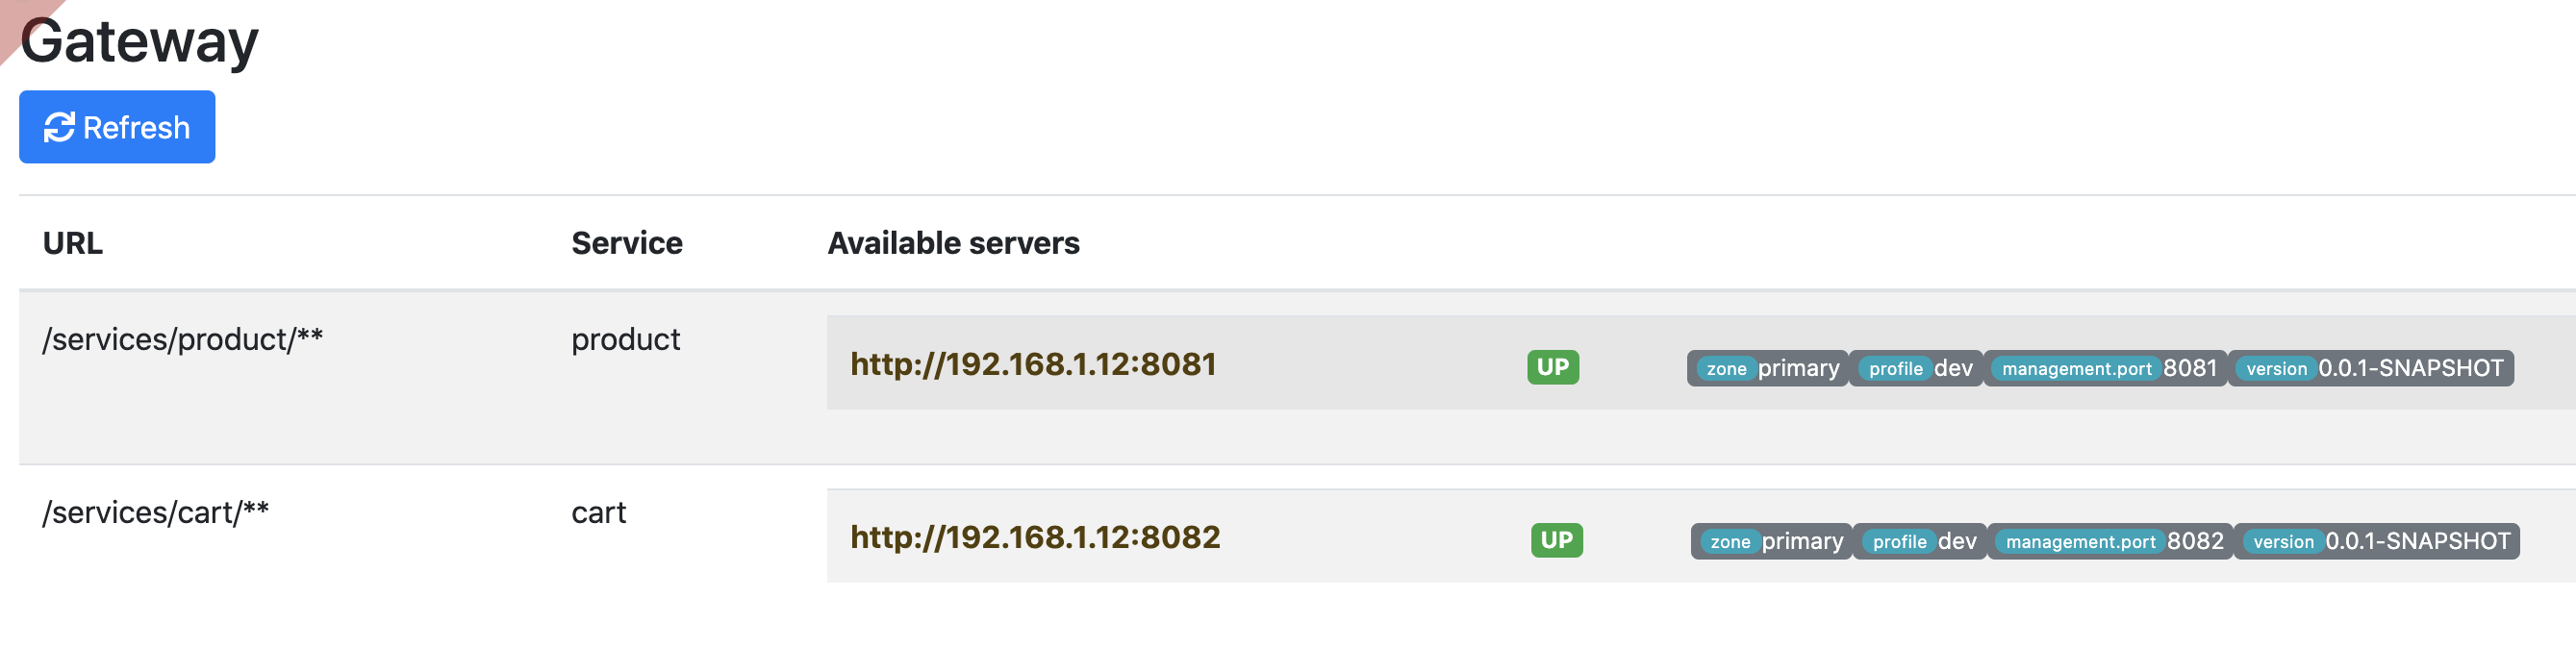 Gateway
Refresh
URL Service Available servers
/services/product/** product http://192.168.1.12:8081 UP zone primary profile dev management.port 8081 version 0.0.1-SNAPSHOT
/services/cart/** cart http://192.168.1.12:8082 UP zone primary profile dev management.port 8082 version 0.0.1-SNAPSHOT